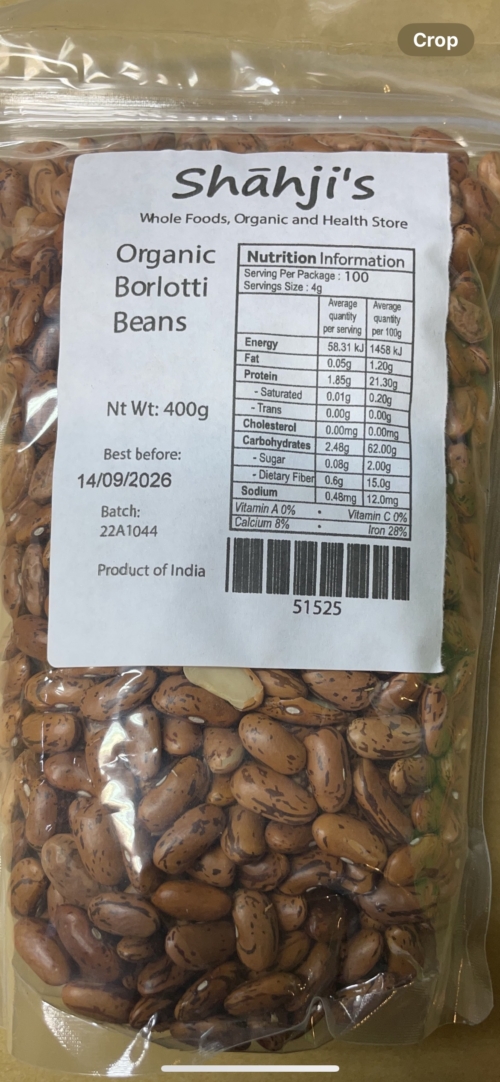 Crop
Shāhji's
Whole Foods, Organic and Health Store
Organic
Borlotti
Beans
Nt Wt: 400g
Best before:
14/09/2026
Batch:
22A1044
Product of India
Nutrition Information
Serving Per Package : 100
Servings Size : 4g
Average quantity per serving Average quantity per 100g
Energy 58.31 kJ 1458 kJ
Fat 0.05g 1.20g
Protein 1.85g 21.30g
- Saturated 0.01g 0.20g
- Trans 0.00g 0.00g
Cholesterol 0.00mg 0.00mg
Carbohydrates 2.48g 62.00g
- Sugar 0.08g 2.00g
- Dietary Fiber 0.6g 15.0g
Sodium 0.48mg 12.0mg
Vitamin A 0% • Vitamin C 0%
Calcium 8% • Iron 28%
51525